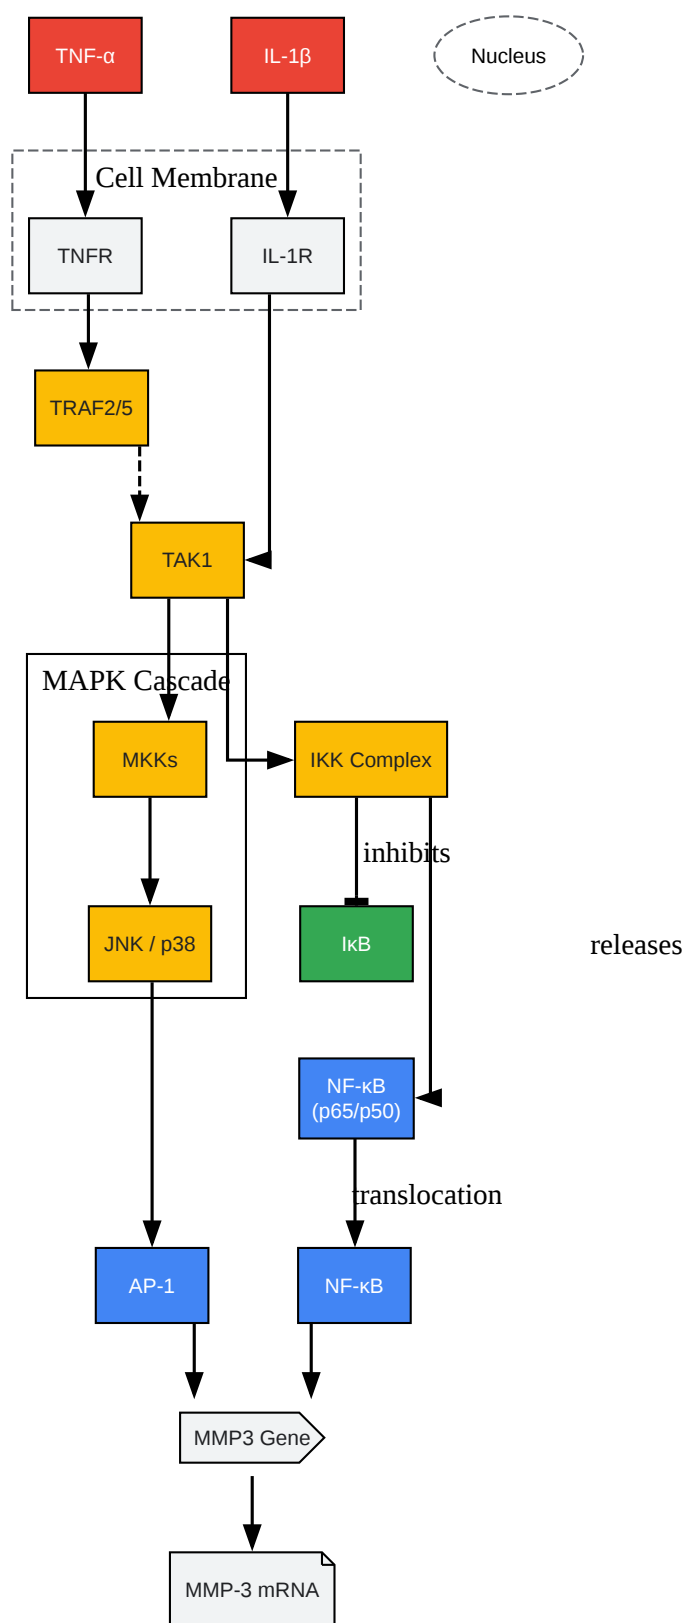 TNF-α
IL-1β
Nucleus
Cell Membrane
TNFR
IL-1R
TRAF2/5
TAK1
MAPK Cascade
MKKs
IKK Complex
inhibits
JNK / p38
IκB
releases
NF-κB
(p65/p50)
translocation
AP-1
NF-κB
MMP3 Gene
MMP-3 mRNA